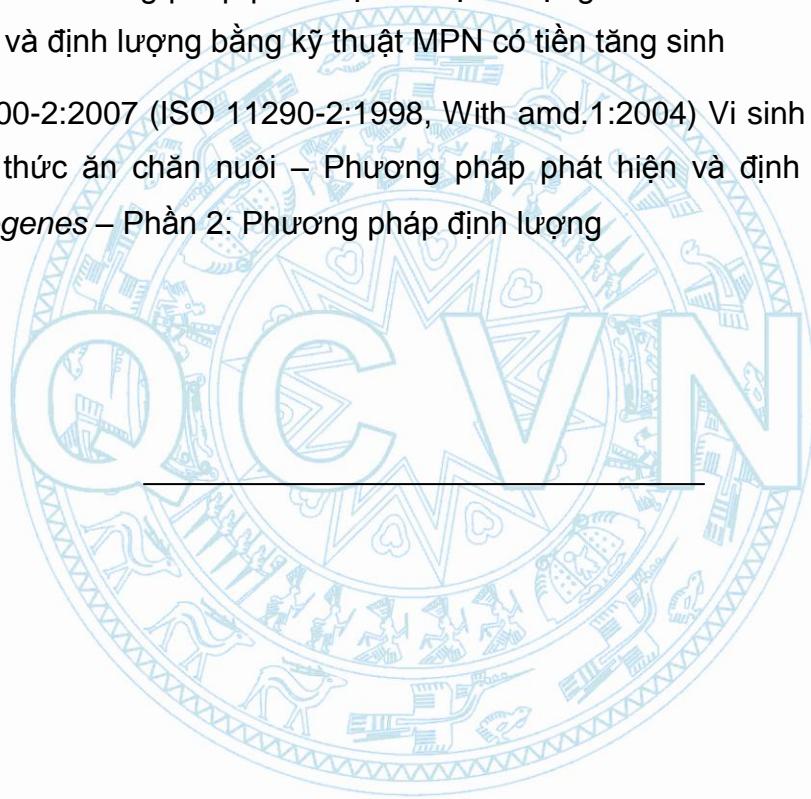 và định lượng bằng kỹ thuật MPN có tiền tăng sinh
00-2:2007 (ISO 11290-2:1998, With amd.1:2004) Vi sinh
thức ăn chăn nuôi – Phương pháp phát hiện và định
genes – Phần 2: Phương pháp định lượng
QCVN